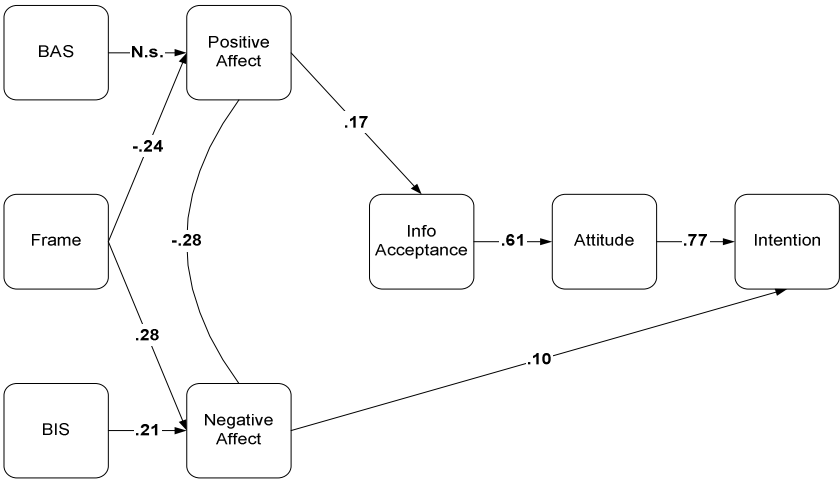 BAS
N.s.
Positive
Affect
-.24
.17
Frame
-.28
Info
Acceptance
.61
Attitude
.77
Intention
.28
.10
BIS
.21
Negative
Affect